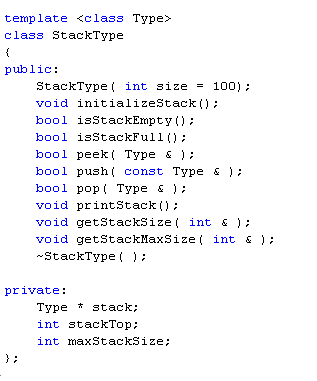 template <class Type>
class StackType
{
public:
    StackType( int size = 100);
    void initializeStack();
    bool isStackEmpty();
    bool isStackFull();
    bool peek( Type & );
    bool push( const Type & );
    bool pop( Type & );
    void printStack();
    void getStackSize( int & );
    void getStackMaxSize( int & );
    ~StackType( );
private:
    Type * stack;
    int stackTop;
    int maxStackSize;
};